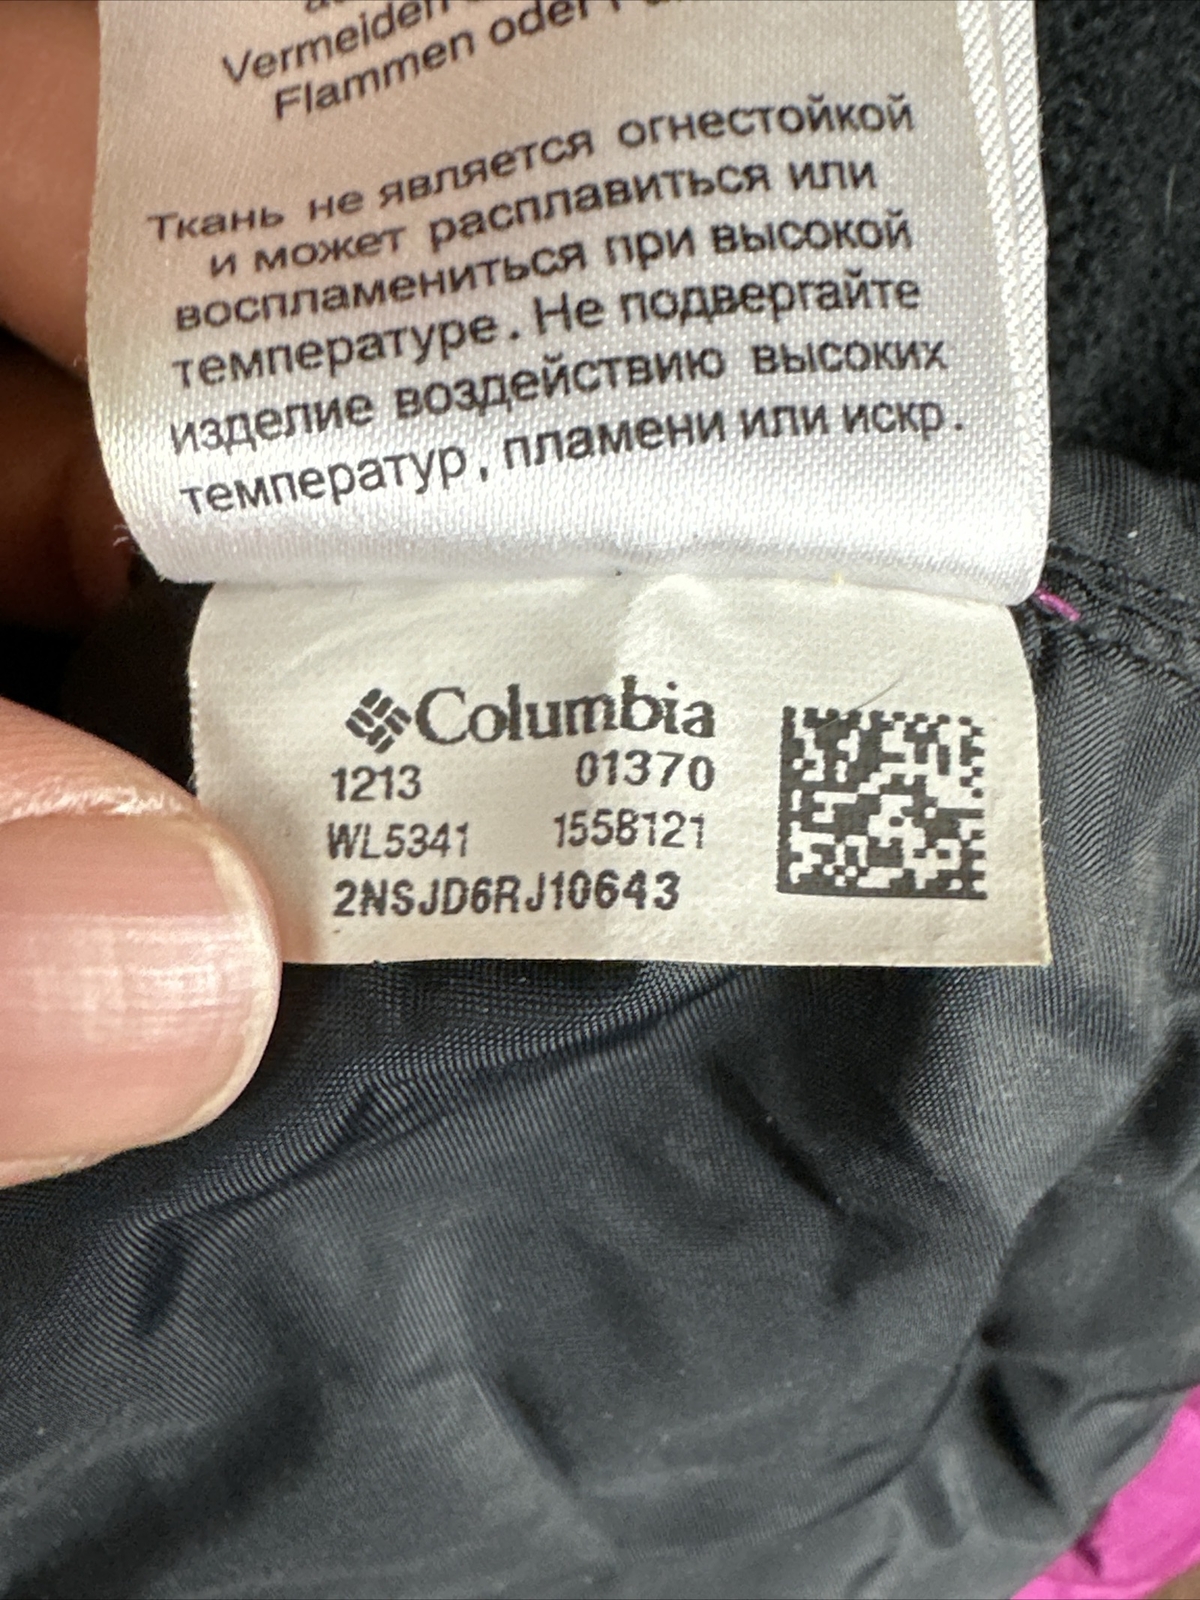 Vermeiden
Flammen oder
Ткань не является огнестойкой
и может расплавиться или
воспламениться при высокой
температуре. Не подвергайте
изделие воздействию высоких
температур, пламени или искр.
Columbia
1213 01370
WL5341 1558121
2NSJD6RJ10643